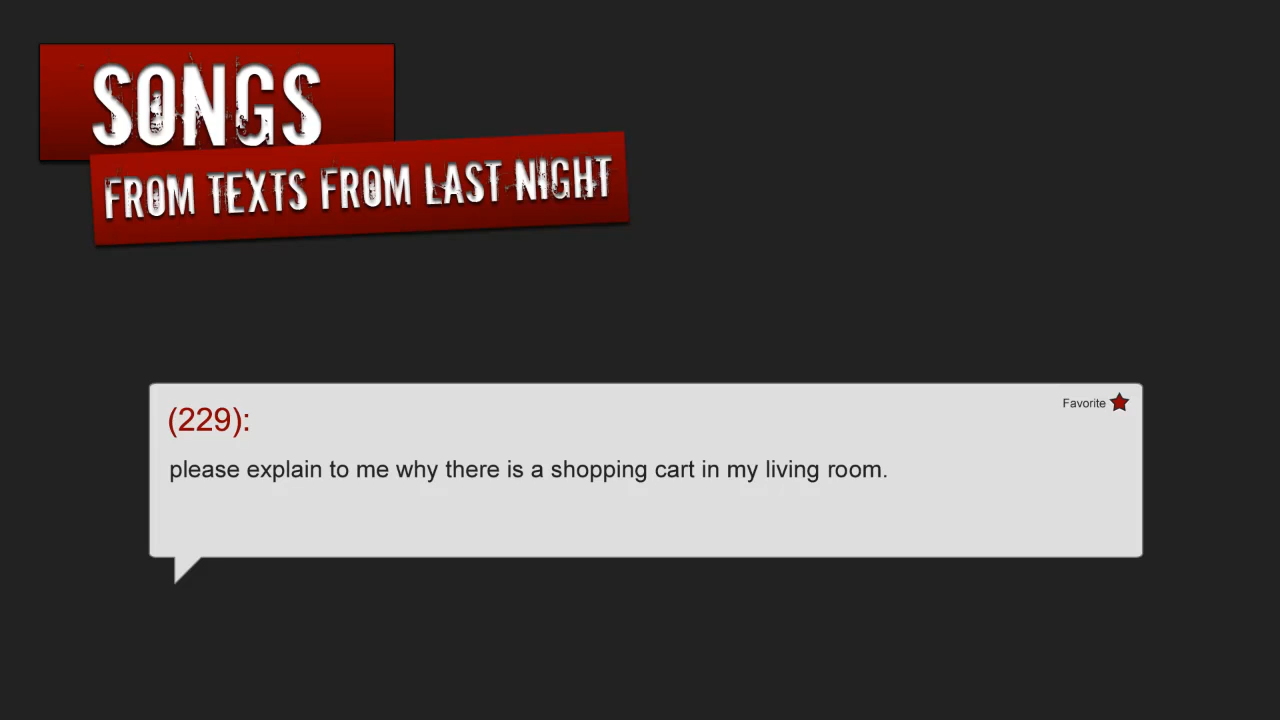 SONGS
FROM TEXTS FROM LAST NIGHT
Favorite
(229):
please explain to me why there is a shopping cart in my living room.